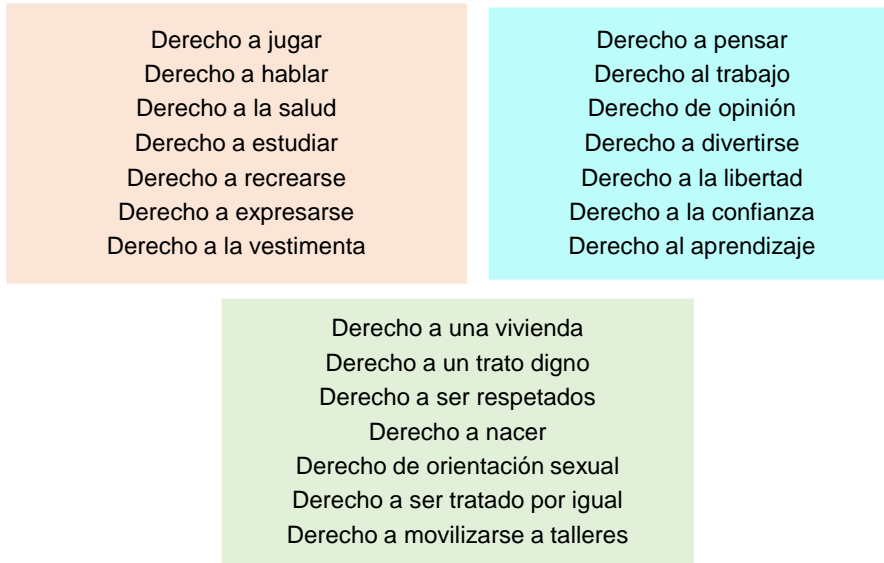 Derecho a jugar
Derecho a hablar
Derecho a la salud
Derecho a estudiar
Derecho a recrearse
Derecho a expresarse
Derecho a la vestimenta
Derecho a pensar
Derecho al trabajo
Derecho de opinión
Derecho a divertirse
Derecho a la libertad
Derecho a la confianza
Derecho al aprendizaje
Derecho a una vivienda
Derecho a un trato digno
Derecho a ser respetados
Derecho a nacer
Derecho de orientación sexual
Derecho a ser tratado por igual
Derecho a movilizarse a talleres